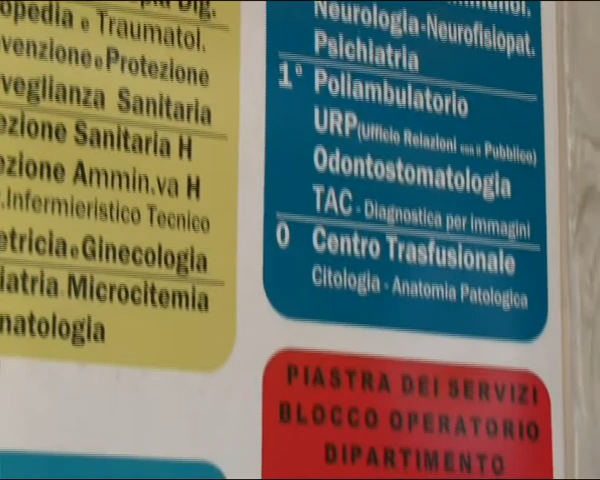 opedia e Traumatol.
venzione e Protezione
veglianza Sanitaria
ezione Sanitaria H
ezione Ammin.va H
.Infermieristico Tecnico
etricia e Ginecologia
iatria Microcitemia
natologia
Neurologia-Neurofisiopat.
Psichiatria
1° Poliambulatorio
URP (Ufficio Relazioni con il Pubblico)
Odontostomatologia
TAC - Diagnostica per immagini
0 Centro Trasfusionale
Citologia - Anatomia Patologica
PIASTRA DEI SERVIZI
BLOCCO OPERATORIO
DIPARTIMENTO